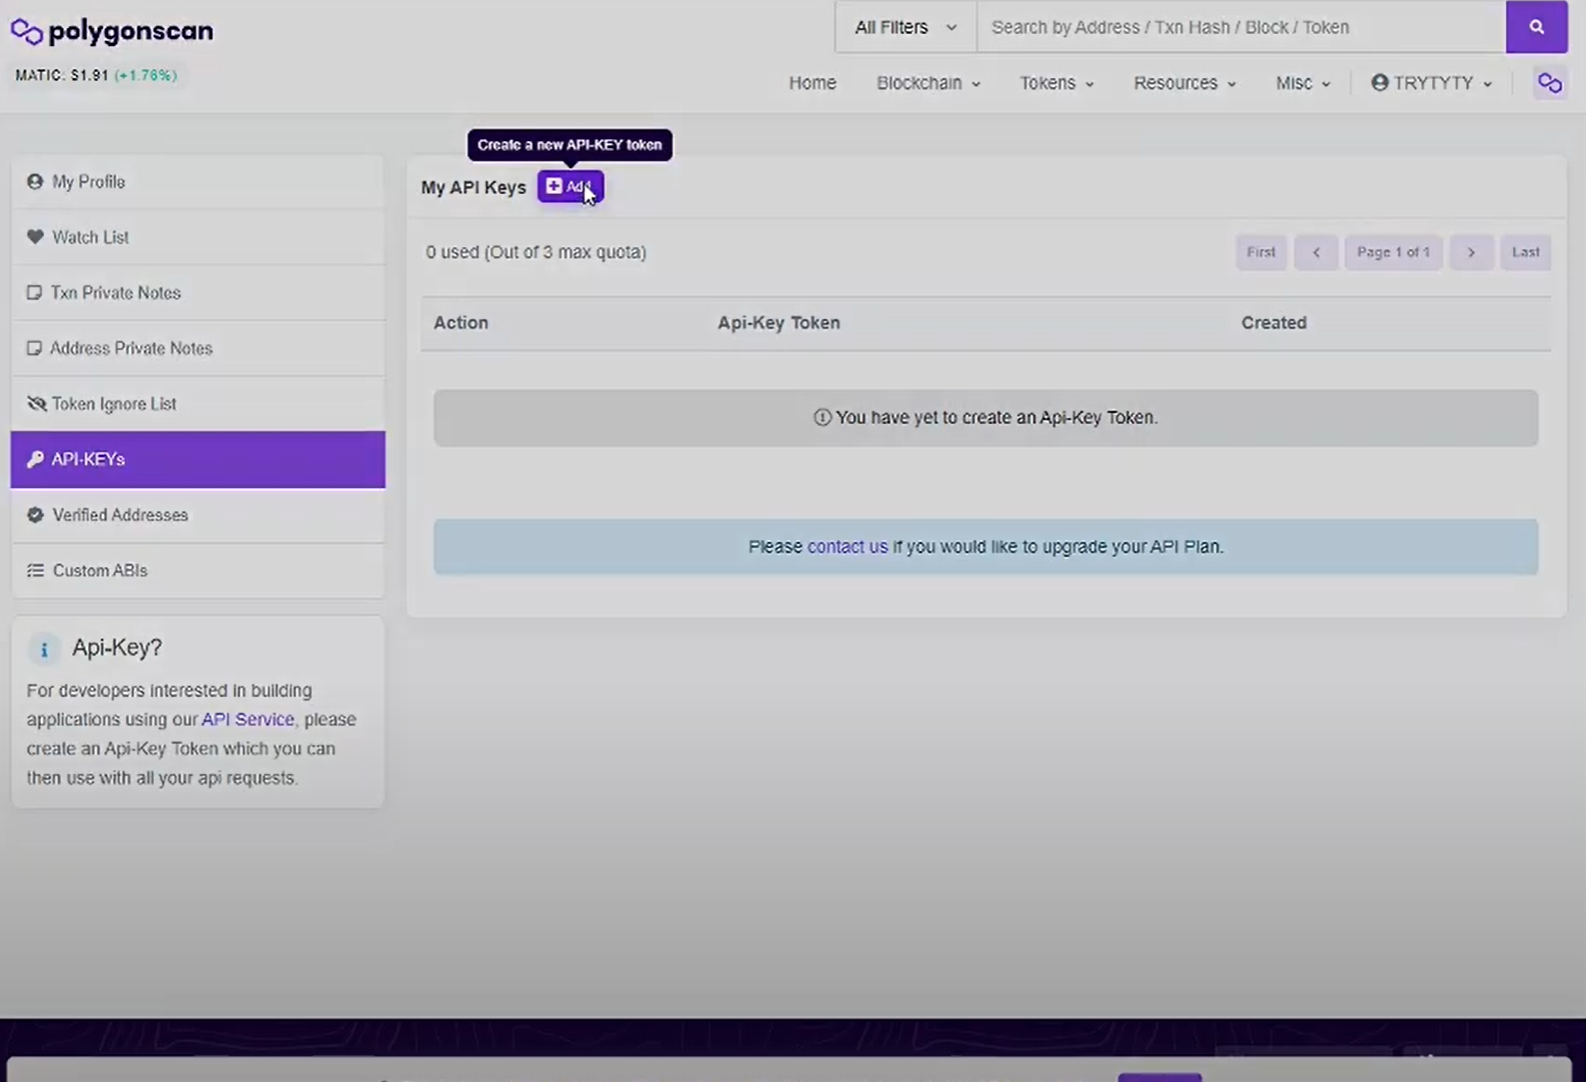 polygonscan
MATIC: $1.91 (+1.76%)
All Filters
Search by Address / Txn Hash / Block / Token
Home
Blockchain
Tokens
Resources
Misc
TRYTYTY
Create a new API-KEY token
My Profile
Watch List
Txn Private Notes
Address Private Notes
Token Ignore List
API-KEYs
Verified Addresses
Custom ABIs
Api-Key?
For developers interested in building
applications using our API Service, please
create an Api-Key Token which you can
then use with all your api requests.
My API Keys
Add
0 used (Out of 3 max quota)
First
Page 1 of 1
Last
Action
Api-Key Token
Created
You have yet to create an Api-Key Token.
Please contact us if you would like to upgrade your API Plan.